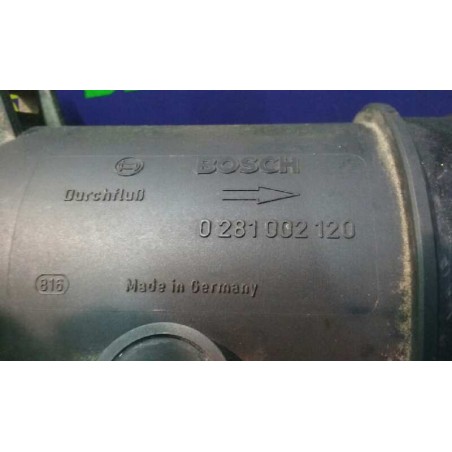 BOSCH
Durchfluß
0 281 002 120
816
Made in Germany